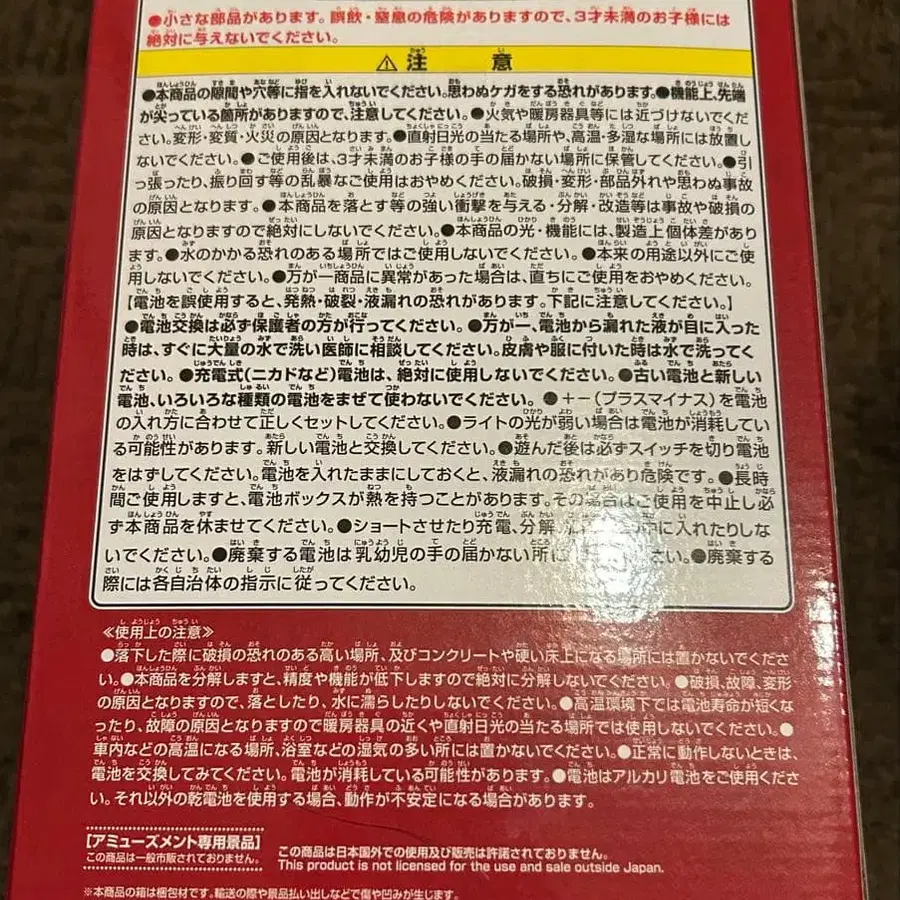 ●小さな部品があります。誤飲・窒息の危険がありますので、3才未満のお子様には
絶対に与えないでください。
⚠注 意
●本商品の隙間や穴等に指を入れないでください。思わぬケガをする恐れがあります。●機能上、先端
が尖っている箇所がありますので、注意してください。●火気や暖房器具等には近づけないでくだ
さい。変形・変質・火災の原因となります。●直射日光の当たる場所や、高温・多湿な場所には放置し
ないでください。●ご使用後は、3才未満のお子様の手の届かない場所に保管してください。●引
っ張ったり、振り回す等の乱暴なご使用はおやめください。破損・変形・部品外れや思わぬ事故
の原因となります。●本商品を落とす等の強い衝撃を与える・分解・改造等は事故や破損の
原因となりますので絶対にしないでください。●本商品の光・機能には、製造上個体差があり
ます。●水のかかる恐れのある場所ではご使用しないでください。●本来の用途以外にご使
用しないでください。●万が一商品に異常があった場合は、直ちにご使用をおやめください。
【電池を誤使用すると、発熱・破裂・液漏れの恐れがあります。下記に注意してください。】
●電池交換は必ず保護者の方が行ってください。●万が一、電池から漏れた液が目に入った
時は、すぐに大量の水で洗い医師に相談してください。皮膚や服に付いた時は水で洗ってく
ださい。●充電式(ニカドなど)電池は、絶対に使用しないでください。●古い電池と新しい
電池、いろいろな種類の電池をまぜて使わないでください。●+−(プラスマイナス)を電池
の入れ方に合わせて正しくセットしてください。●ライトの光が弱い場合は電池が消耗してい
る可能性があります。新しい電池と交換してください。●遊んだ後は必ずスイッチを切り電池
をはずしてください。電池を入れたままにしておくと、液漏れの恐れがあり危険です。●長時
間ご使用しますと、電池ボックスが熱を持つことがあります。その場合はご使用を中止し必
ず本商品を休ませてください。●ショートさせたり充電、分解 中に入れたりしな
いでください。●廃棄する電池は乳幼児の手の届かない所に ださい。●廃棄する
際には各自治体の指示に従ってください。
≪使用上の注意≫
●落下した際に破損の恐れのある高い場所、及びコンクリートや硬い床上になる場所には置かないでくださ
い。●本商品を分解しますと、精度や機能が低下しますので絶対に分解しないでください。●破損、故障、変形
の原因となりますので、落としたり、水に濡らしたりしないでください。●高温環境下では電池寿命が短くな
ったり、故障の原因となりますので暖房器具の近くや直射日光の当たる場所では使用しないでください。●
車内などの高温になる場所、浴室などの湿気の多い所には置かないでください。●正常に動作しないときは、
電池を交換してみてください。電池が消耗している可能性があります。●電池はアルカリ電池をご使用くださ
い。それ以外の乾電池を使用する場合、動作が不安定になる場合があります。
【アミューズメント専用景品】
この商品は一般市販されておりません。
この商品は日本国外での使用及び販売は許諾されておりません。
This product is not licensed for the use and sale outside Japan.
※本商品の箱は梱包材です。輸送の際や景品払い出しなどで傷や凹みが生じます。